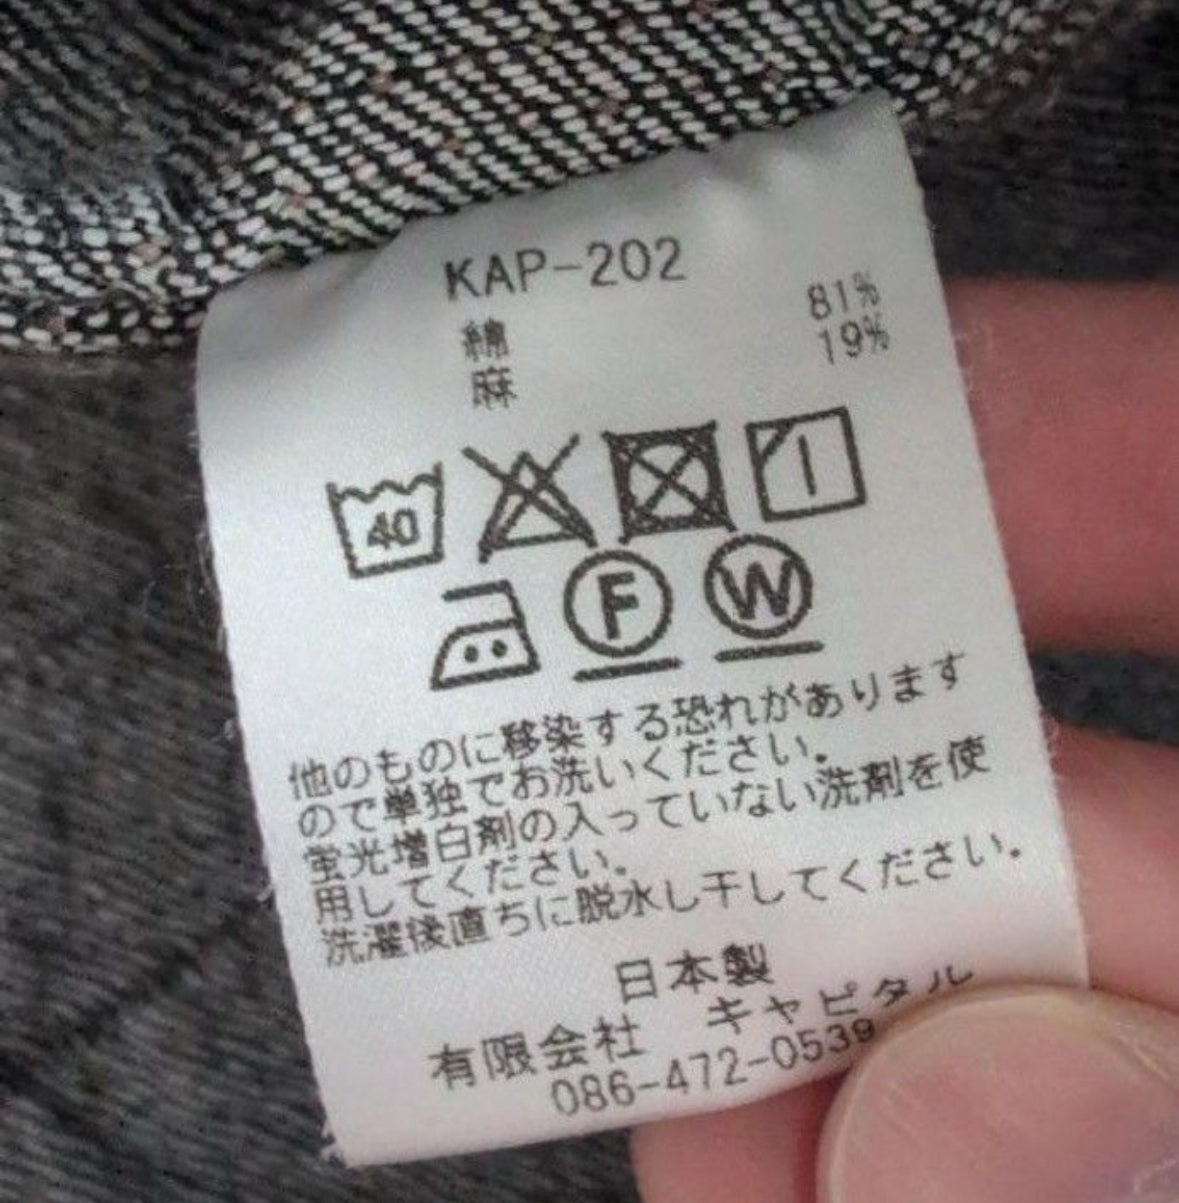 KAP-202
綿 81%
麻 19%
40
F W
他のものに移染する恐れがあります
ので単独でお洗いください。
蛍光増白剤の入っていない洗剤を使
用してください。
洗濯後直ちに脱水し干してください。
日本製
有限会社 キャピタル
086-472-0539